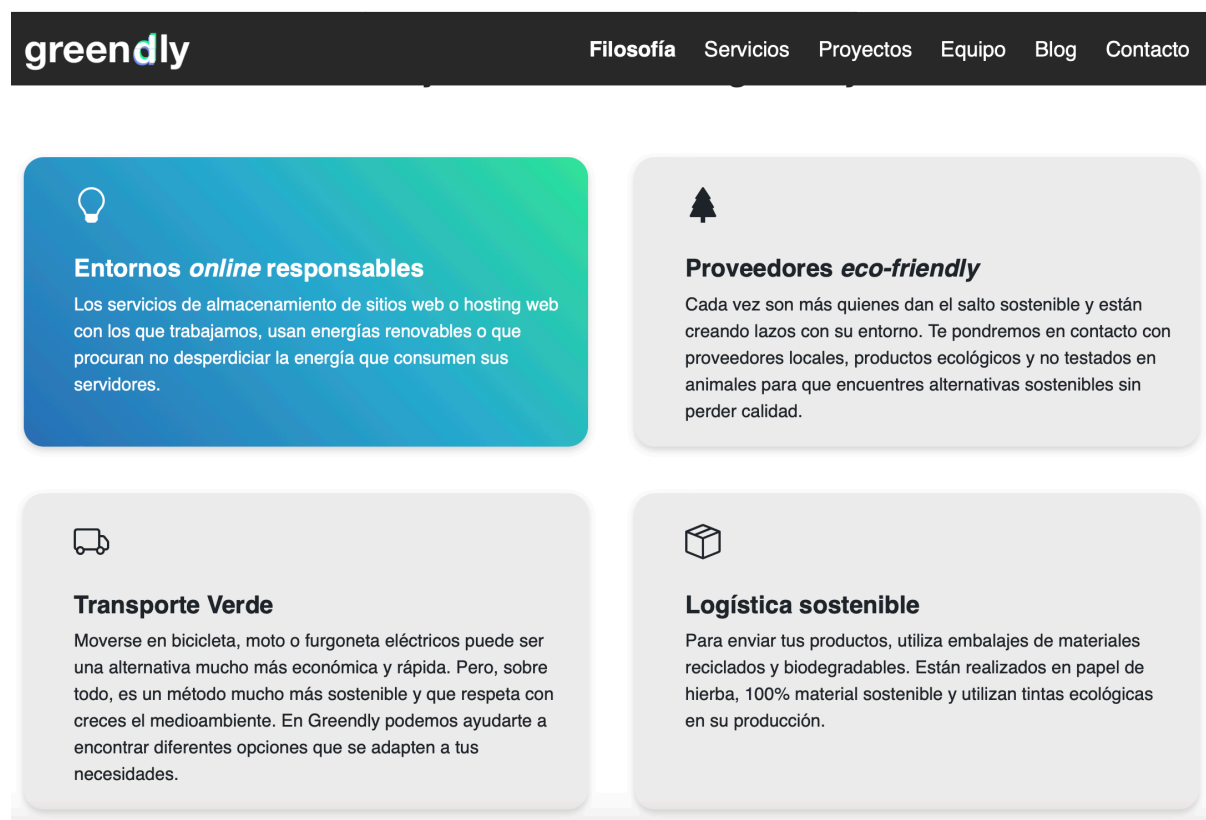 greendly
Filosofía Servicios Proyectos Equipo Blog Contacto
Entornos online responsables
Los servicios de almacenamiento de sitios web o hosting web
con los que trabajamos, usan energías renovables o que
procuran no desperdiciar la energía que consumen sus
servidores.
Proveedores eco-friendly
Cada vez son más quienes dan el salto sostenible y están
creando lazos con su entorno. Te pondremos en contacto con
proveedores locales, productos ecológicos y no testados en
animales para que encuentres alternativas sostenibles sin
perder calidad.
Transporte Verde
Moverse en bicicleta, moto o furgoneta eléctricos puede ser
una alternativa mucho más económica y rápida. Pero, sobre
todo, es un método mucho más sostenible y que respeta con
creces el medioambiente. En Greendly podemos ayudarte a
encontrar diferentes opciones que se adapten a tus
necesidades.
Logística sostenible
Para enviar tus productos, utiliza embalajes de materiales
reciclados y biodegradables. Están realizados en papel de
hierba, 100% material sostenible y utilizan tintas ecológicas
en su producción.